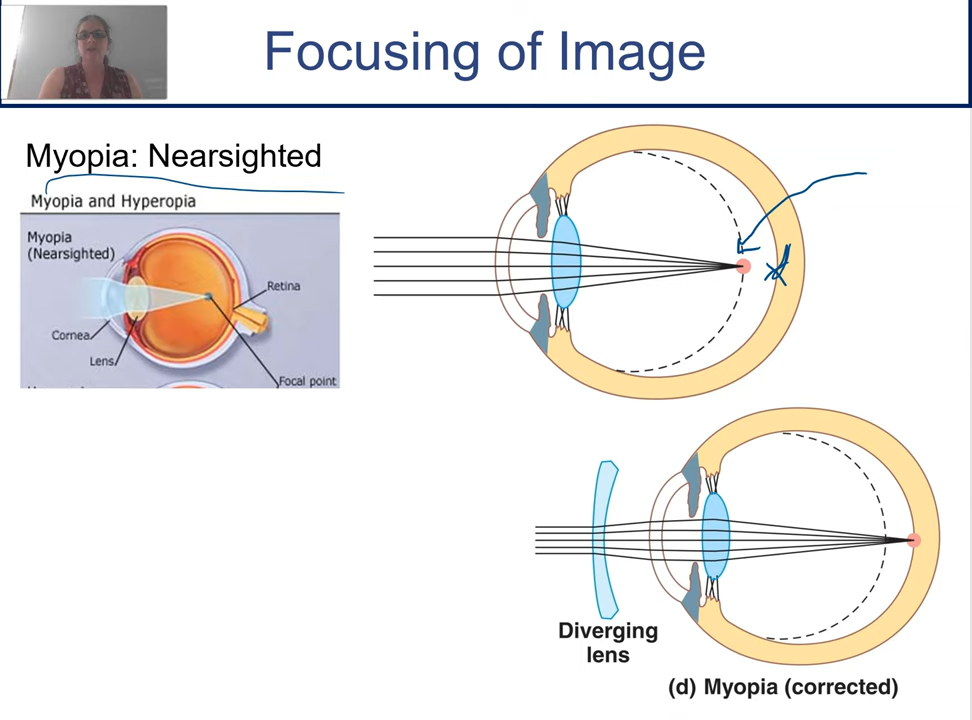 Focusing of Image
Myopia: Nearsighted
Myopia and Hyperopia
Myopia
(Nearsighted)
Retina
Cornea
Lens
Focal point
Diverging
lens
(d) Myopia (corrected)